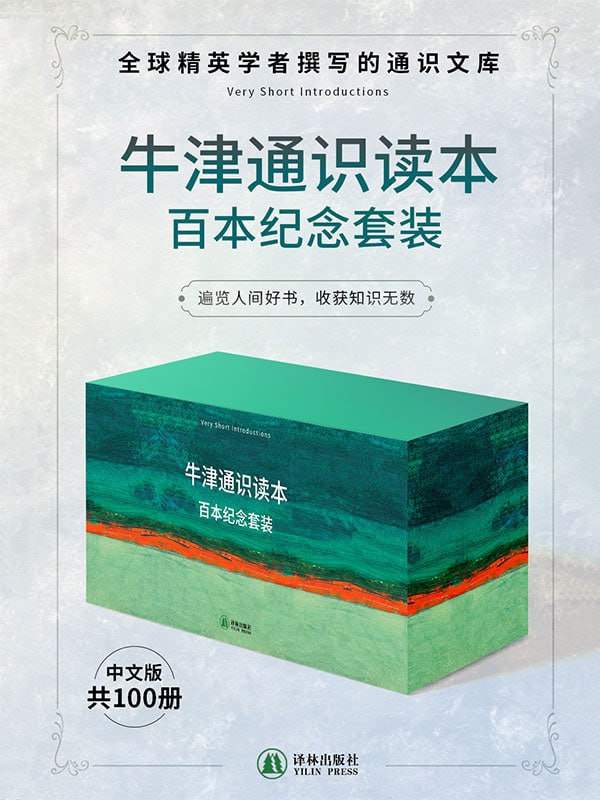 全球精英学者撰写的通识文库
Very Short Introductions
牛津通识读本
百本纪念套装
遍览人间好书，收获知识无数
Very Short Introductions
牛津通识读本
百本纪念套装
译林出版社
YILIN PRESS
中文版
共100册
译林出版社
YILIN PRESS